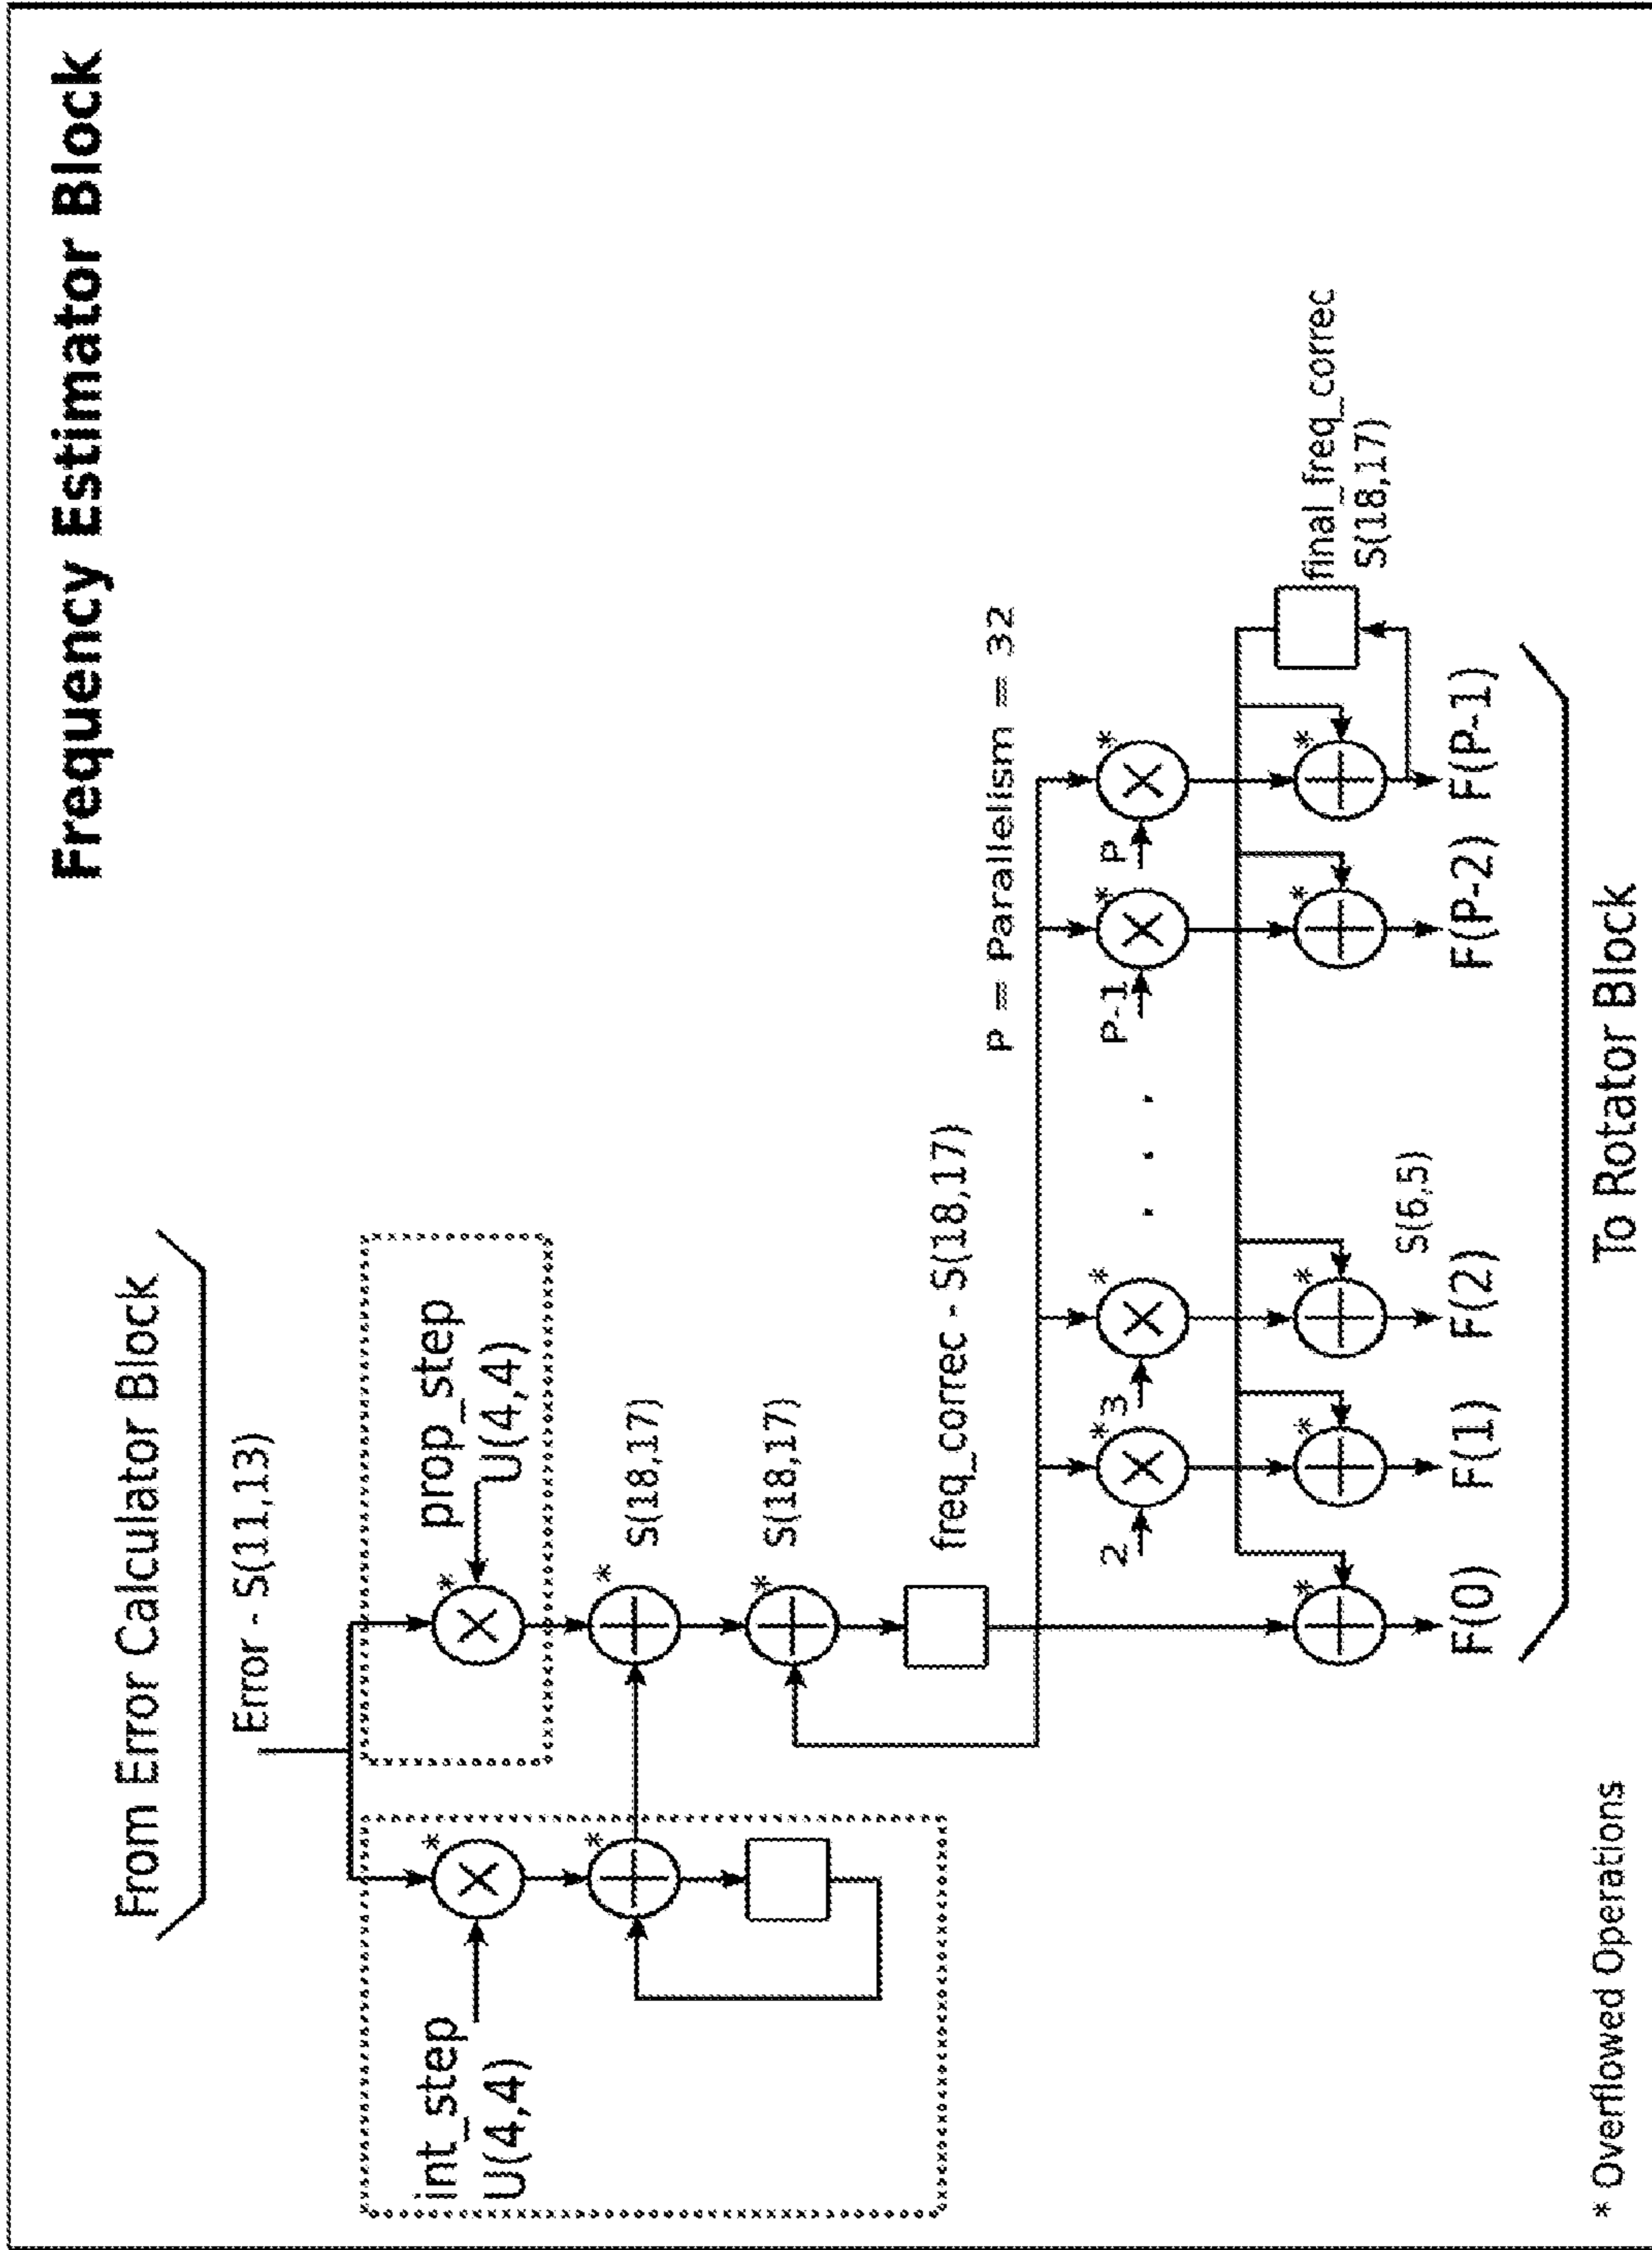 Frequency Estimator Block
From Error Calculator Block
Error - S(11,13)
int_step
U(4,4)
*
×
prop_step
U(4,4)
*
×
*
*
S(18,17)
*
S(18,17)
freq_correc - S(18,17)
P = Parallelism = 32
2
*
×
3
*
×
. . .
P-1
*
×
P
*
×
*
*
*
*
*
final_freq_correc
S(18,17)
S(6,5)
F(0)
F(1)
F(2)
F(P-2)
F(P-1)
To Rotator Block
* Overflowed Operations